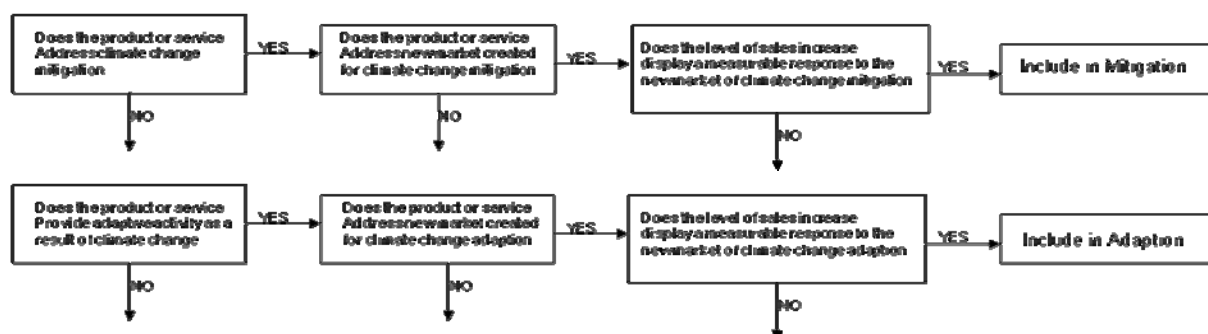 Does the product or service
Address climate change
mitigation
YES
Does the product or service
Address new market created
for climate change mitigation
YES
Does the level of sales increase
display a measurable response to the
new market of climate change mitigation
YES
Include in Mitigation
NO
NO
NO
Does the product or service
Provide adaptive activity as a
result of climate change
YES
Does the product or service
Address new market created
for climate change adaption
YES
Does the level of sales increase
display a measurable response to the
new market of climate change adaption
YES
Include in Adaption
NO
NO
NO